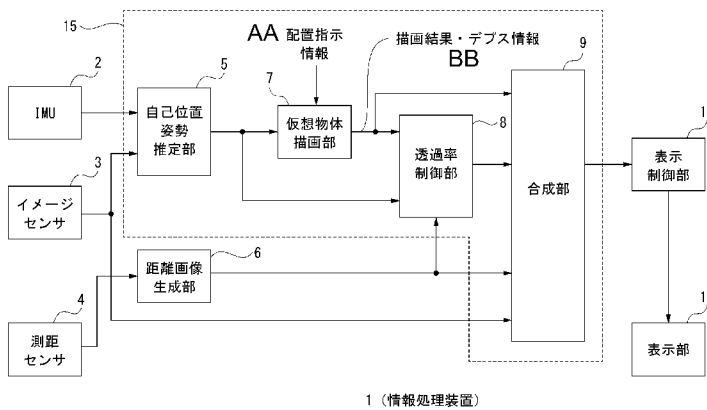 15
AA 配置指示
情報
描画結果・デプス情報
BB
2
IMU
5
自己位置
姿勢
推定部
7
仮想物体
描画部
8
透過率
制御部
9
合成部
1
表示
制御部
3
イメージ
センサ
6
距離画像
生成部
4
測距
センサ
1
表示部
1 (情報処理装置)